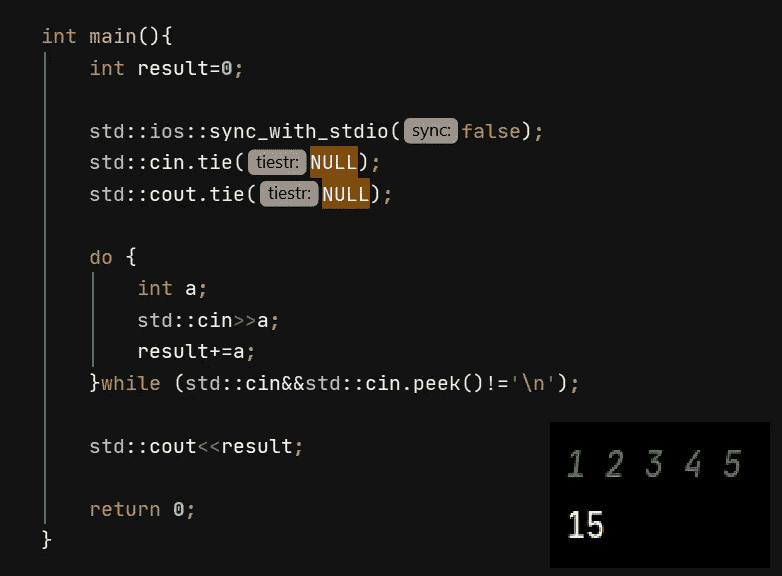 int main(){
int result=0;
std::ios::sync_with_stdio(sync:false);
std::cin.tie(tiestr:NULL);
std::cout.tie(tiestr:NULL);
do {
int a;
std::cin>>a;
result+=a;
}while (std::cin&&std::cin.peek()!='\n');
std::cout<<result;
return 0;
}
1 2 3 4 5
15